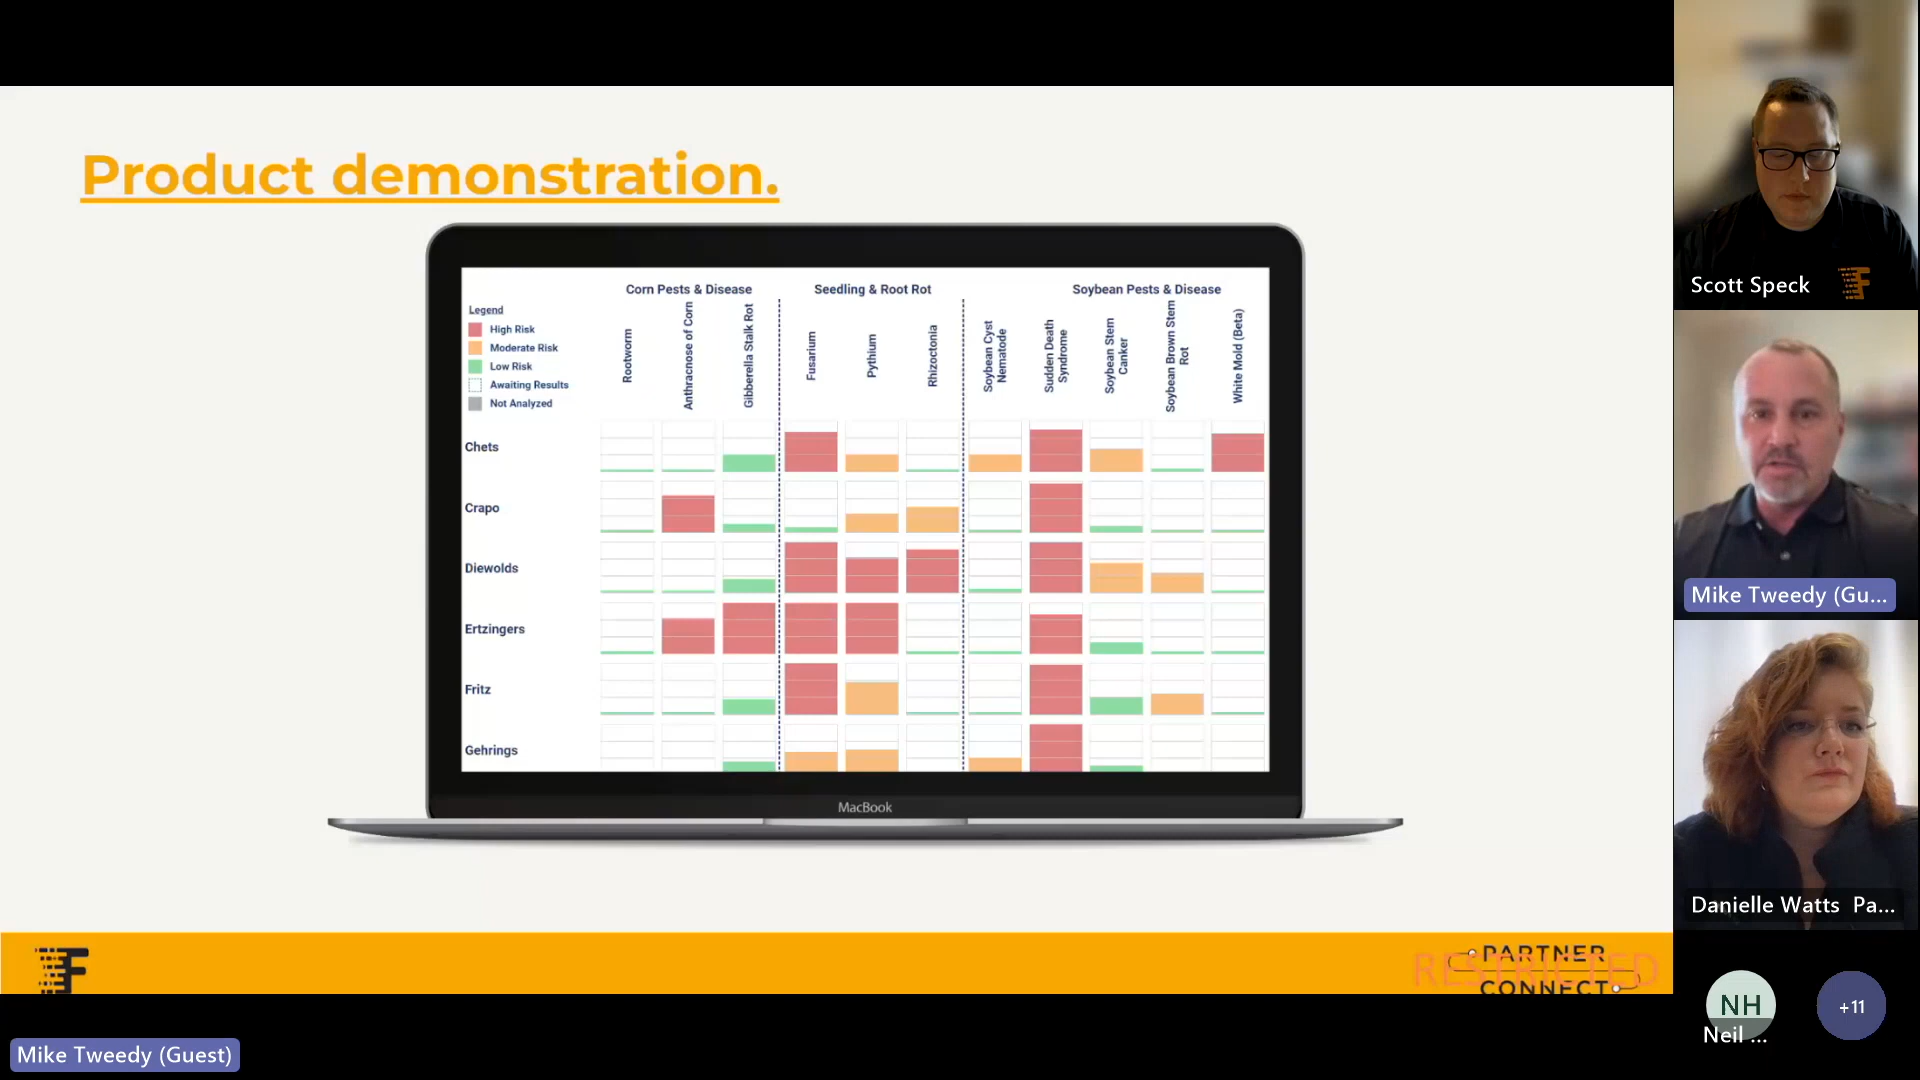 Product demonstration.
Corn Pests & Disease
Seedling & Root Rot
Soybean Pests & Disease
Legend
High Risk
Moderate Risk
Low Risk
Awaiting Results
Not Analyzed
Rootworm
Anthracnose of Corn
Gibberella Stalk Rot
Fusarium
Pythium
Rhizoctonia
Soybean Cyst
Nematode
Sudden Death
Syndrome
Soybean Stem
Canker
Soybean Brown Stem
Rot
White Mold (Beta)
Chets
Crapo
Diewolds
Ertzingers
Fritz
Gehrings
MacBook
PARTNER
CONNECT
RESTRICTED
Scott Speck
Mike Tweedy (Gu...
Danielle Watts Pa...
NH
Neil ...
+11
Mike Tweedy (Guest)